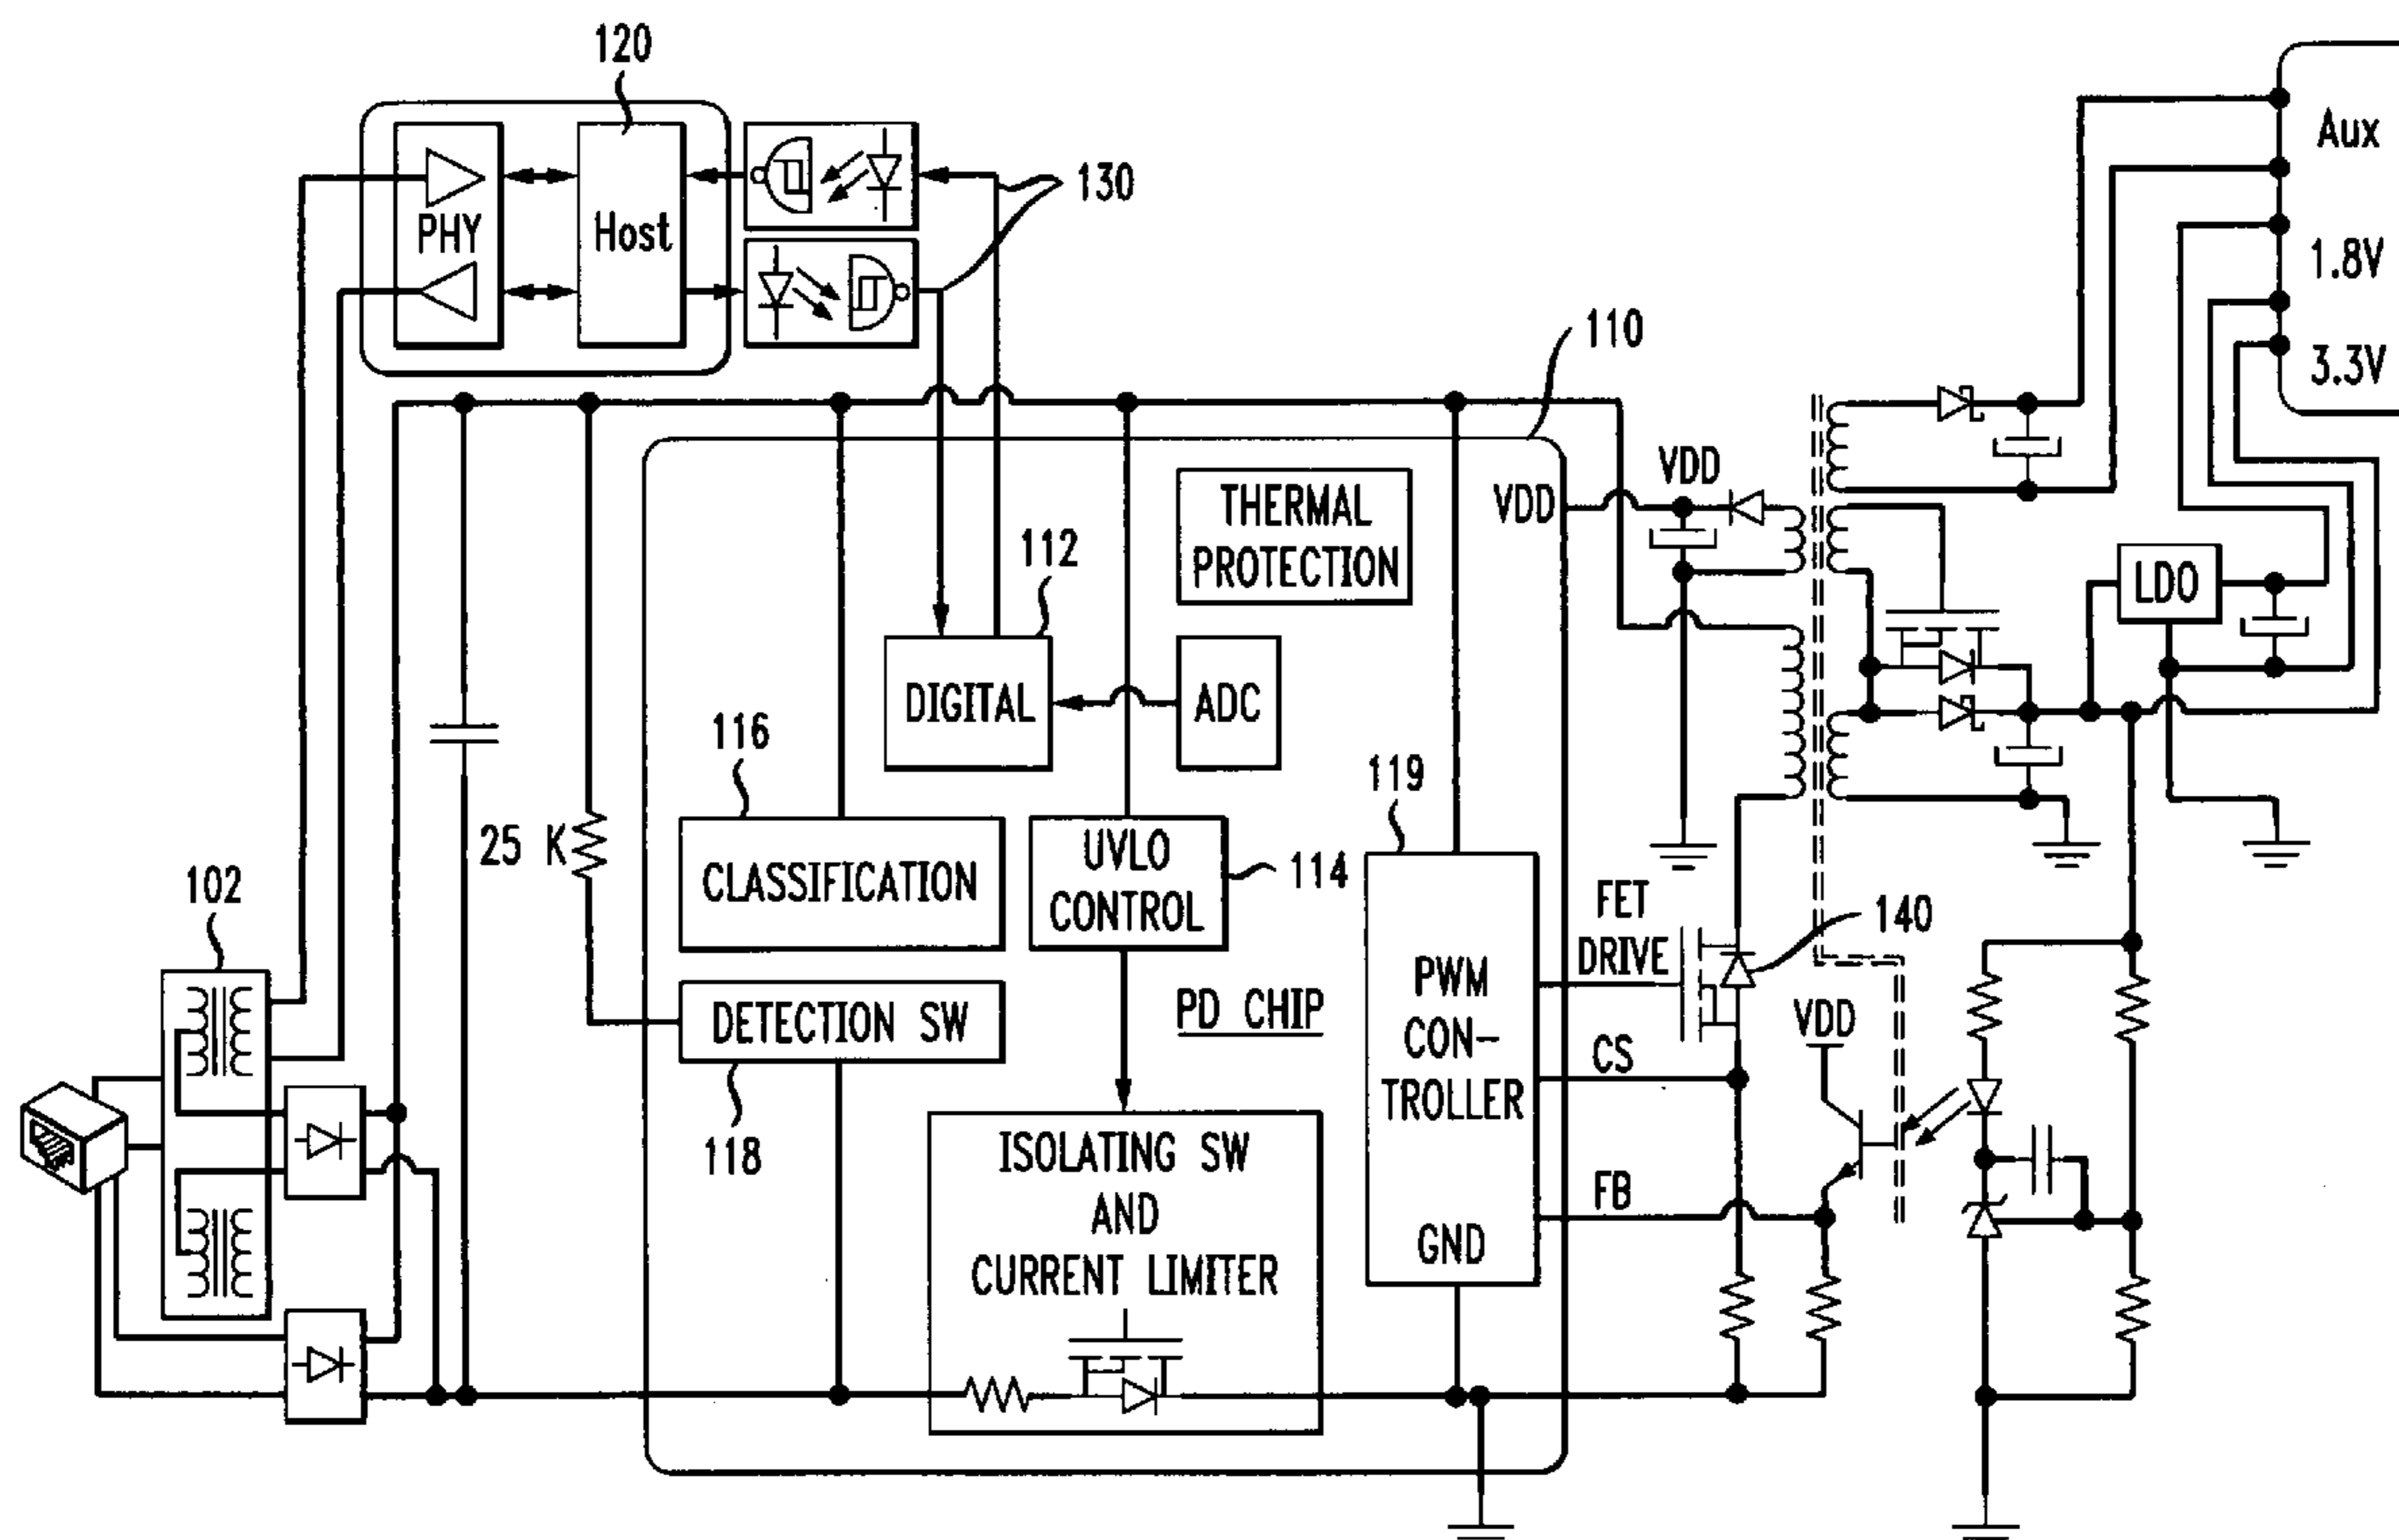 120
PHY
Host
130
Aux
1.8V
3.3V
110
VDD
VDD
THERMAL
PROTECTION
112
DIGITAL
ADC
LDO
116
25 K
CLASSIFICATION
UVLO
CONTROL
114
119
102
FET
DRIVE
140
PWM
CON-
TROLLER
GND
DETECTION SW
118
PD CHIP
VDD
CS
FB
ISOLATING SW
AND
CURRENT LIMITER